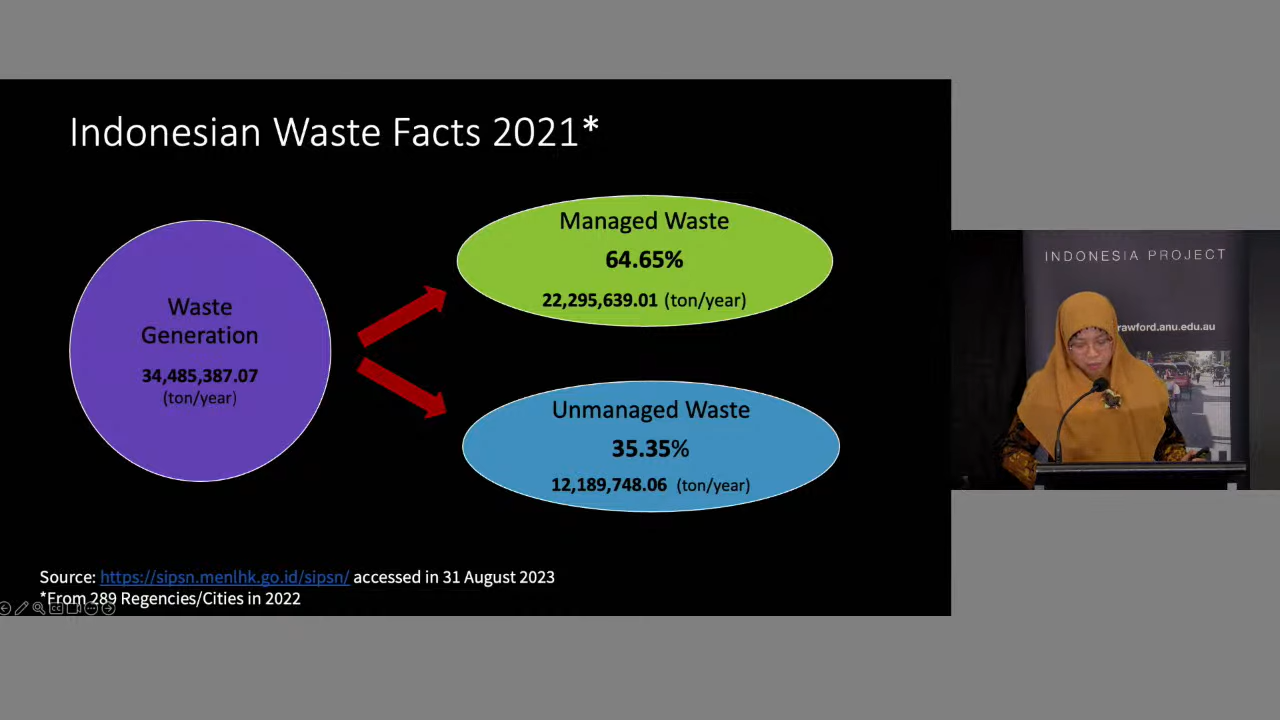 Indonesian Waste Facts 2021*
Waste
Generation
34,485,387.07
(ton/year)
Managed Waste
64.65%
22,295,639.01 (ton/year)
Unmanaged Waste
35.35%
12,189,748.06 (ton/year)
Source: https://sipsn.menlhk.go.id/sipsn/ accessed in 31 August 2023
*From 289 Regencies/Cities in 2022
INDONESIA PROJECT
rawford.anu.edu.au